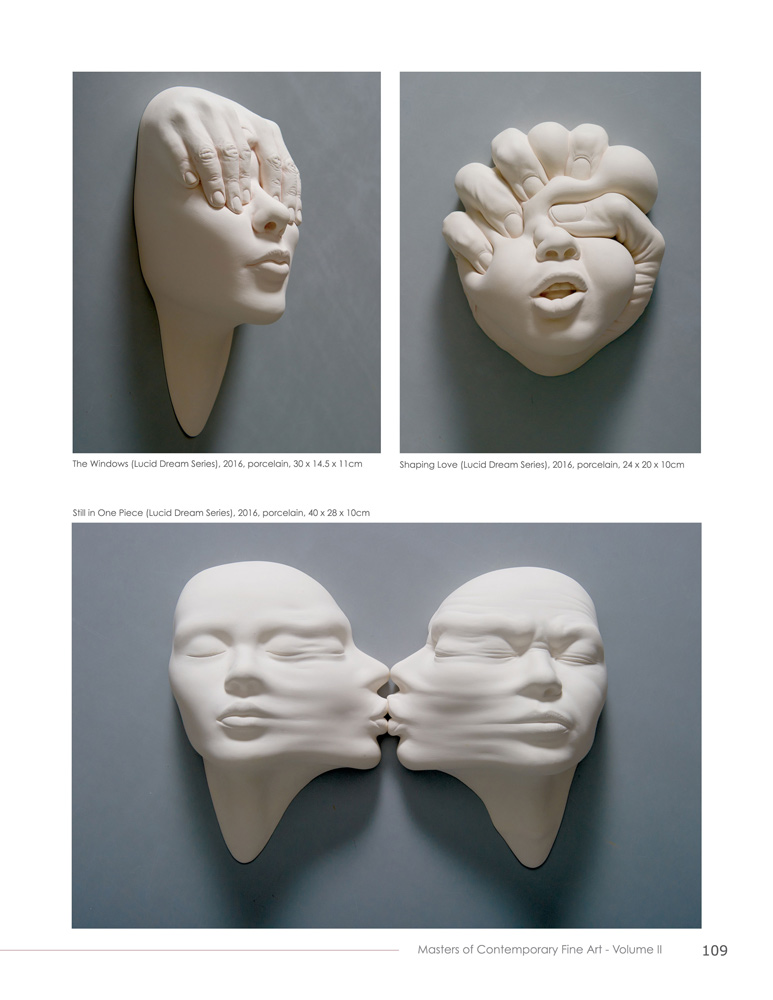 The Windows (Lucid Dream Series), 2016, porcelain, 30 x 14.5 x 11cm
Shaping Love (Lucid Dream Series), 2016, porcelain, 24 x 20 x 10cm
Still in One Piece (Lucid Dream Series), 2016, porcelain, 40 x 28 x 10cm
Masters of Contemporary Fine Art - Volume II
109